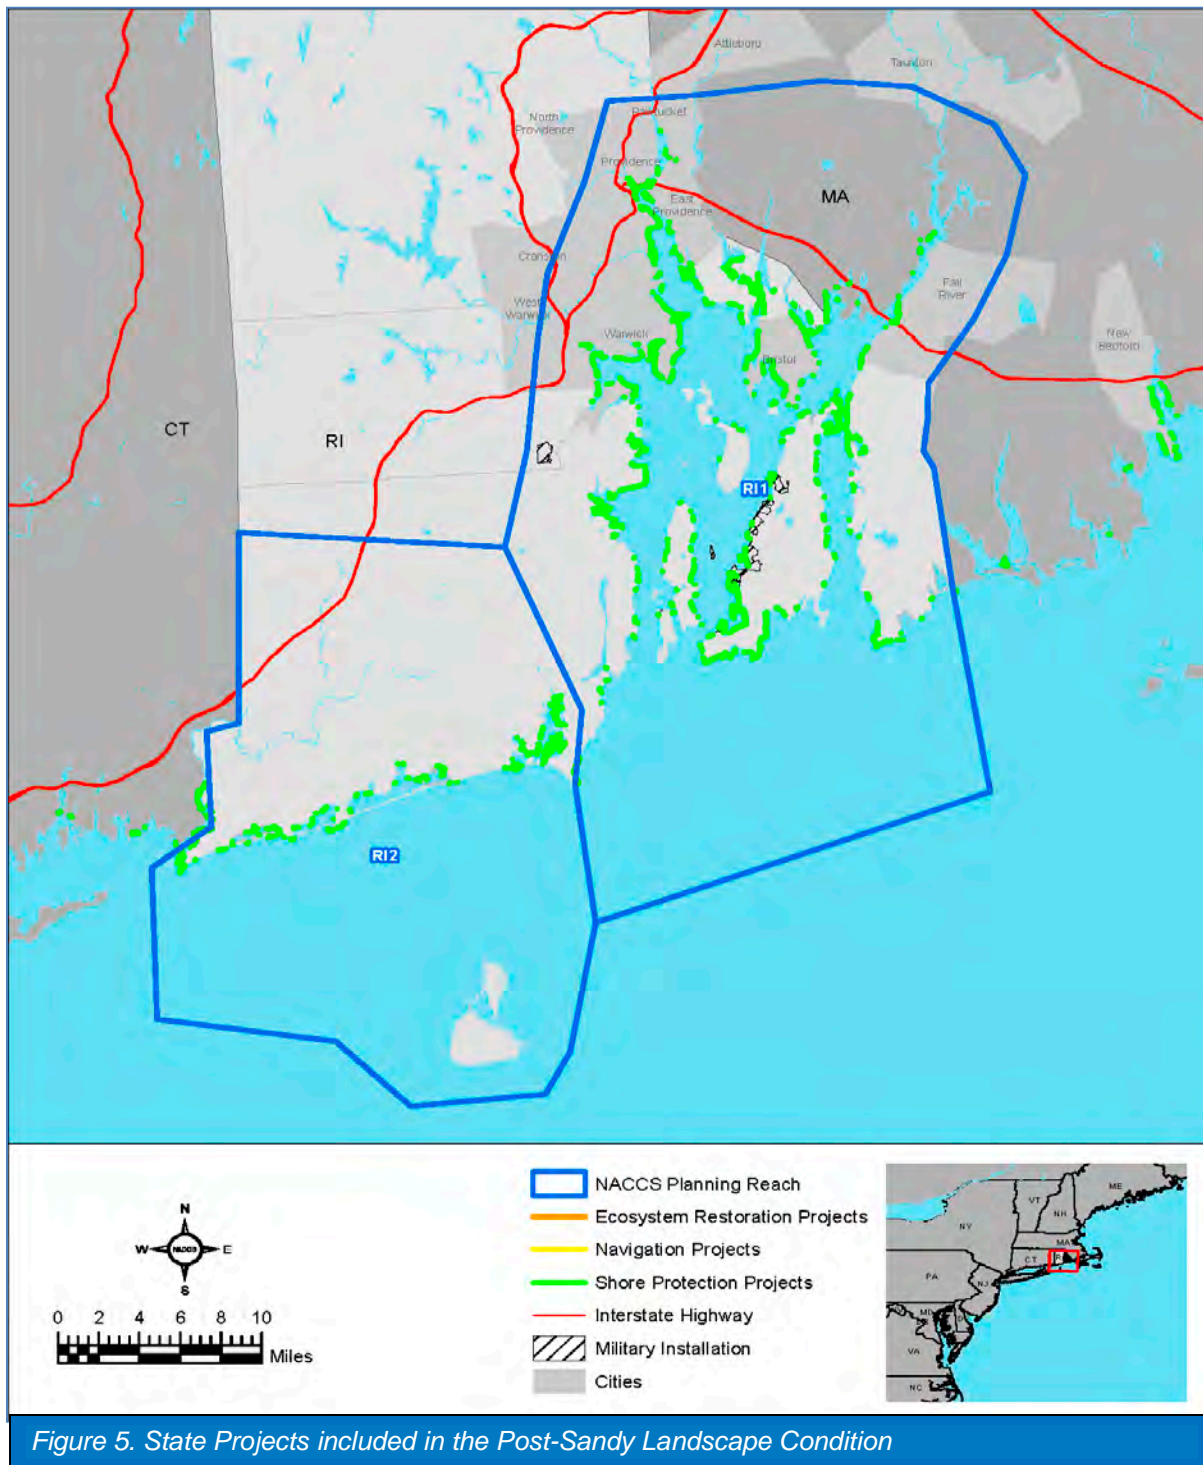 Attleboro
Taunton
Pawtucket
North
Providence
Providence
MA
East
Providence
Cranston
Fall
River
West
Warwick
Warwick
Bristol
New
Bedford
CT
RI
RI1
RI2
N
W
NACCS
E
S
0 2 4 6 8 10
Miles
NACCS Planning Reach
Ecosystem Restoration Projects
Navigation Projects
Shore Protection Projects
Interstate Highway
Military Installation
Cities
ME
VT
NH
NY
MA
CT
PA
NJ
MD
VA
NC
Figure 5. State Projects included in the Post-Sandy Landscape Condition